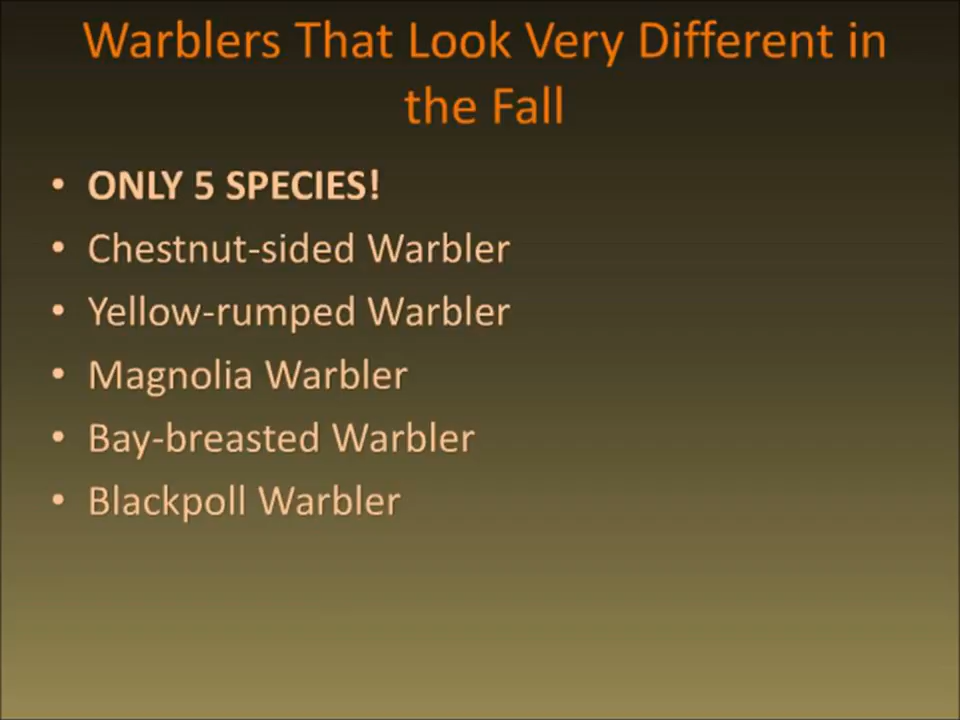 Warblers That Look Very Different in
the Fall
• ONLY 5 SPECIES!
• Chestnut-sided Warbler
• Yellow-rumped Warbler
• Magnolia Warbler
• Bay-breasted Warbler
• Blackpoll Warbler